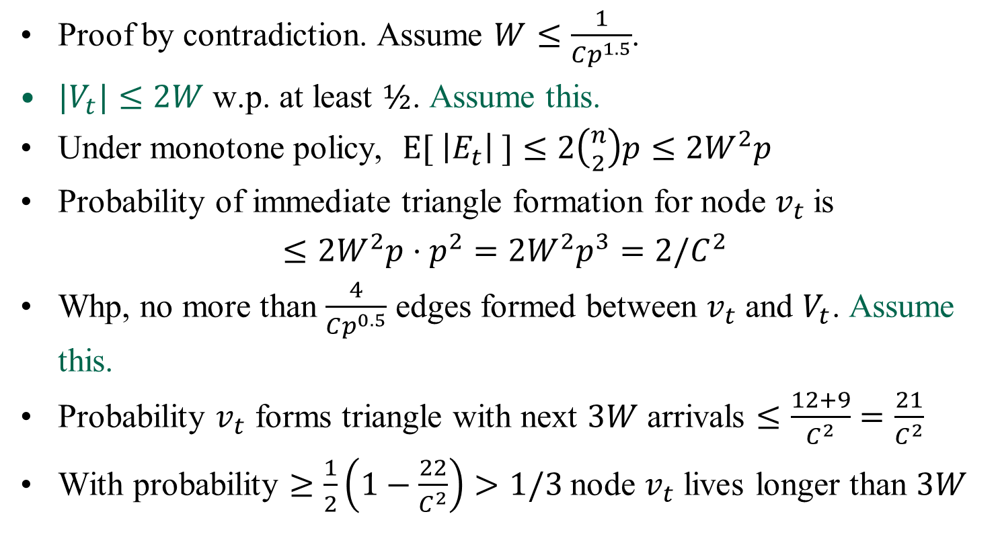 • Proof by contradiction. Assume $W \leq \frac{1}{Cp^{1.5}}$.
• $|V_t| \leq 2W$ w.p. at least ½. Assume this.
• Under monotone policy, $\mathrm{E}[\,|E_t|\,] \leq 2\binom{n}{2}p \leq 2W^2p$
• Probability of immediate triangle formation for node $v_t$ is
$\leq 2W^2p \cdot p^2 = 2W^2p^3 = 2/C^2$
• Whp, no more than $\frac{4}{Cp^{0.5}}$ edges formed between $v_t$ and $V_t$. Assume
this.
• Probability $v_t$ forms triangle with next $3W$ arrivals $\leq \frac{12+9}{C^2} = \frac{21}{C^2}$
• With probability $\geq \frac{1}{2}\left(1 - \frac{22}{C^2}\right) > 1/3$ node $v_t$ lives longer than $3W$